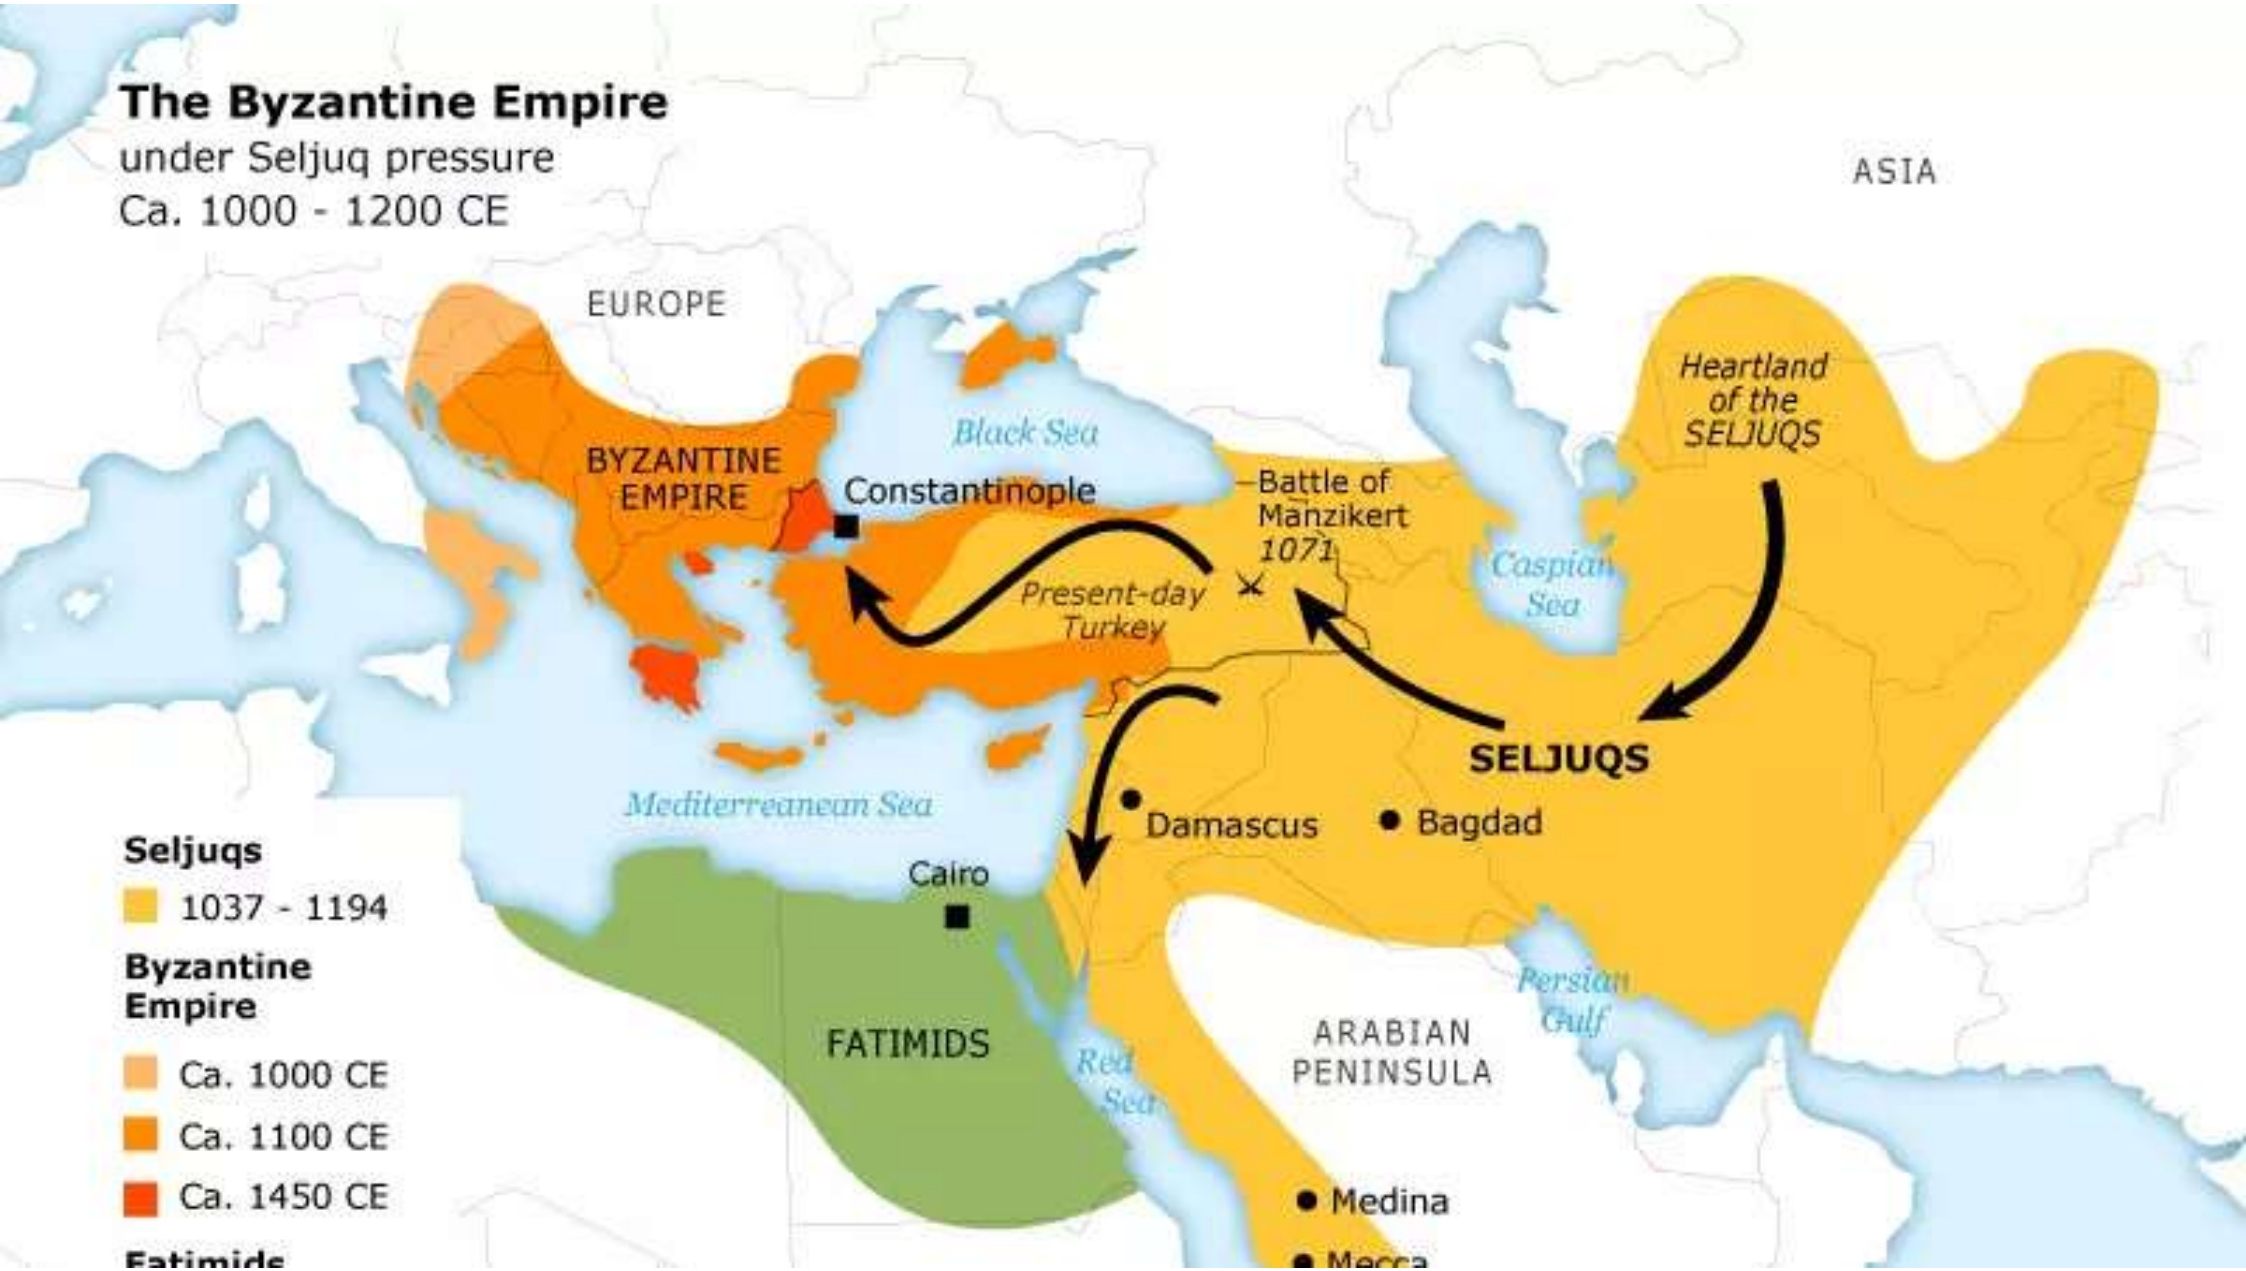 The Byzantine Empire
under Seljuq pressure
Ca. 1000 - 1200 CE
ASIA
EUROPE
Heartland
of the
SELJUQS
Black Sea
BYZANTINE
EMPIRE
Constantinople
Battle of
Manzikert
1071
Caspian
Sea
Present-day
Turkey
SELJUQS
Mediterreanean Sea
Damascus
Bagdad
Cairo
Seljuqs
1037 - 1194
Byzantine
Empire
Ca. 1000 CE
Ca. 1100 CE
Ca. 1450 CE
Fatimids
FATIMIDS
Persian
Gulf
ARABIAN
PENINSULA
Red
Sea
Medina
Mecca